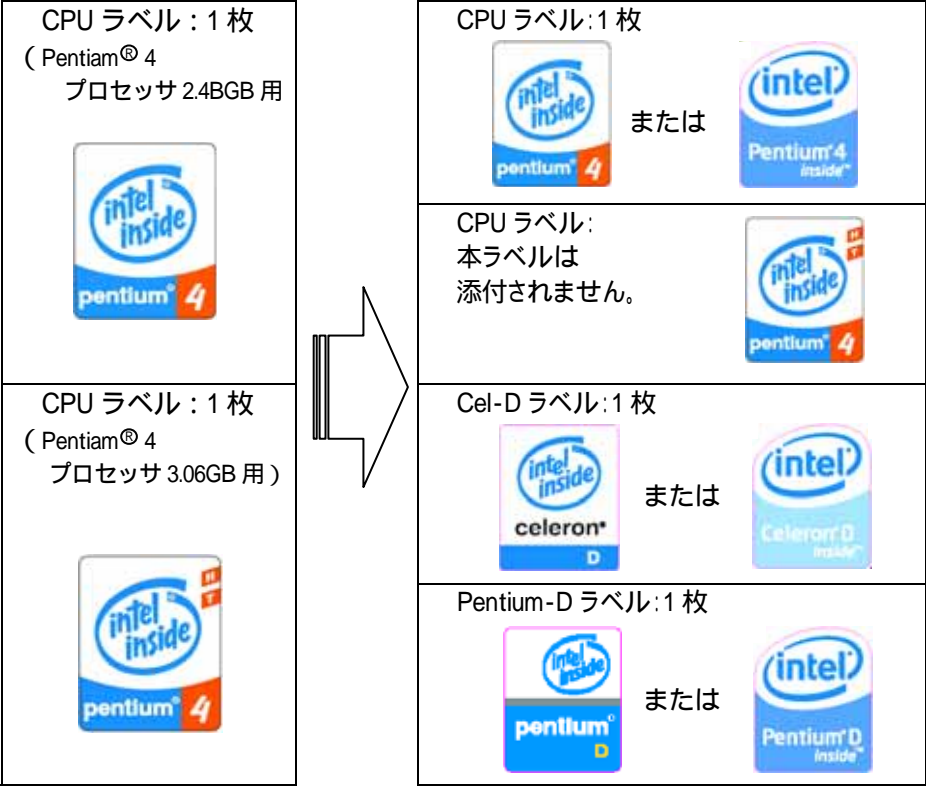 CPU ラベル：1 枚
（Pentiam® 4
プロセッサ 2.4BGB 用
intel
inside
pentium® 4
CPU ラベル：1 枚
（Pentiam® 4
プロセッサ 3.06GB 用）
H
T
intel
inside
pentium® 4
CPU ラベル:1 枚
intel
inside
pentium® 4
または
intel
Pentium®4
inside™
CPU ラベル:
本ラベルは
添付されません。
H
T
intel
inside
pentium® 4
Cel-D ラベル:1 枚
intel
inside
celeron®
D
または
intel
Celeron®D
inside™
Pentium-D ラベル:1 枚
intel
inside
pentium®
D
または
intel
Pentium®D
inside™